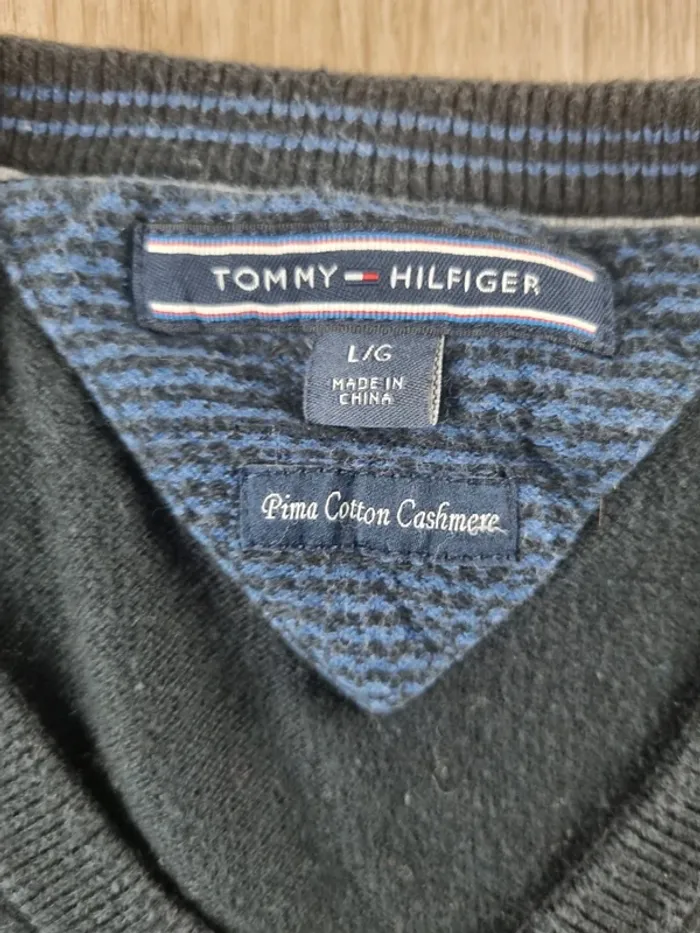 TOMMY HILFIGER
L/G
MADE IN
CHINA
Pima Cotton Cashmere